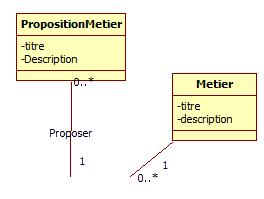 PropositionMetier
-titre
-Description
0..*
Metier
-titre
-description
Proposer
1
1
0..*